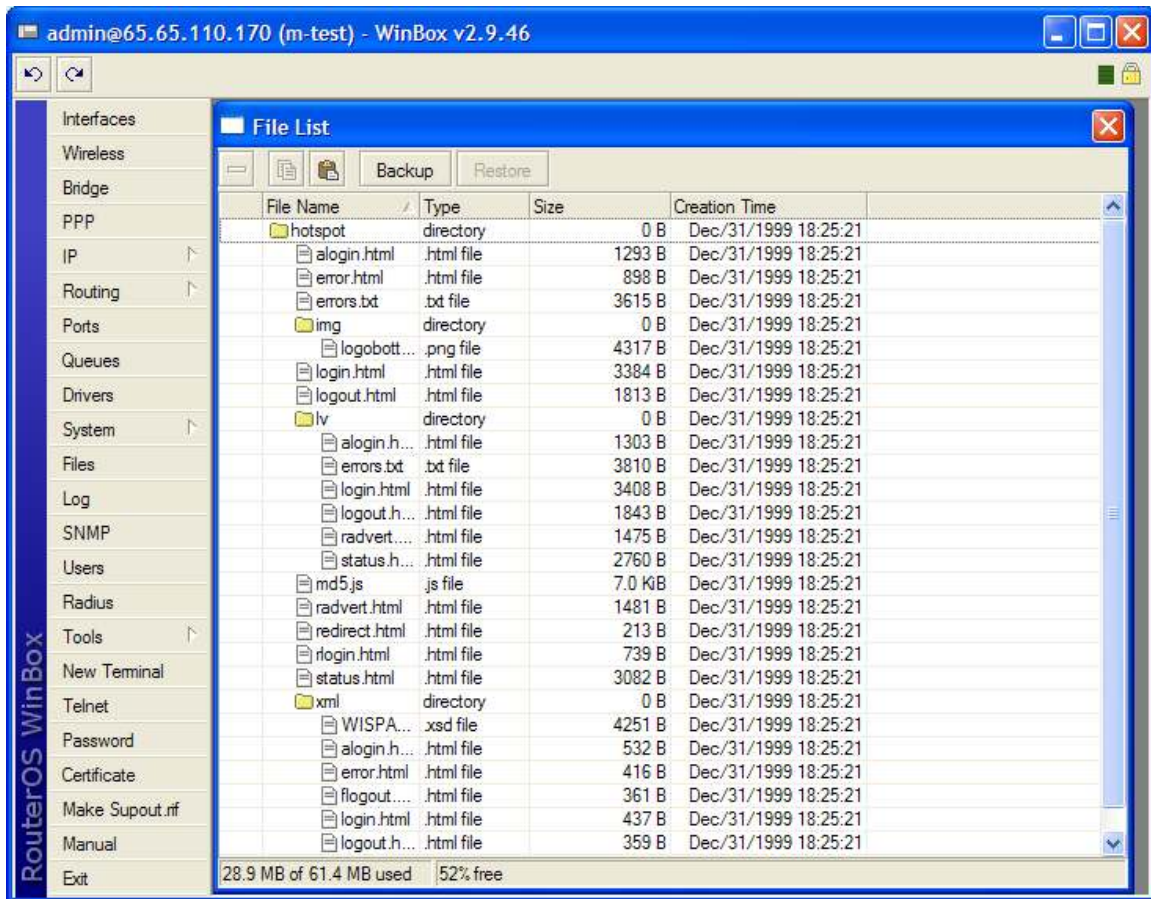 admin@65.65.110.170 (m-test) - WinBox v2.9.46
Interfaces
Wireless
Bridge
PPP
IP
Routing
Ports
Queues
Drivers
System
Files
Log
SNMP
Users
Radius
Tools
New Terminal
Telnet
Password
Certificate
Make Supout.rif
Manual
Exit
RouterOS WinBox
File List
Backup Restore
File Name Type Size Creation Time
hotspot directory 0 B Dec/31/1999 18:25:21
alogin.html .html file 1293 B Dec/31/1999 18:25:21
error.html .html file 898 B Dec/31/1999 18:25:21
errors.txt .txt file 3615 B Dec/31/1999 18:25:21
img directory 0 B Dec/31/1999 18:25:21
logobott... .png file 4317 B Dec/31/1999 18:25:21
login.html .html file 3384 B Dec/31/1999 18:25:21
logout.html .html file 1813 B Dec/31/1999 18:25:21
lv directory 0 B Dec/31/1999 18:25:21
alogin.h... .html file 1303 B Dec/31/1999 18:25:21
errors.txt .txt file 3810 B Dec/31/1999 18:25:21
login.html .html file 3408 B Dec/31/1999 18:25:21
logout.h... .html file 1843 B Dec/31/1999 18:25:21
radvert.... .html file 1475 B Dec/31/1999 18:25:21
status.h... .html file 2760 B Dec/31/1999 18:25:21
md5.js .js file 7.0 KiB Dec/31/1999 18:25:21
radvert.html .html file 1481 B Dec/31/1999 18:25:21
redirect.html .html file 213 B Dec/31/1999 18:25:21
rlogin.html .html file 739 B Dec/31/1999 18:25:21
status.html .html file 3082 B Dec/31/1999 18:25:21
xml directory 0 B Dec/31/1999 18:25:21
WISPA... .xsd file 4251 B Dec/31/1999 18:25:21
alogin.h... .html file 532 B Dec/31/1999 18:25:21
error.html .html file 416 B Dec/31/1999 18:25:21
flogout.... .html file 361 B Dec/31/1999 18:25:21
login.html .html file 437 B Dec/31/1999 18:25:21
logout.h... .html file 359 B Dec/31/1999 18:25:21
28.9 MB of 61.4 MB used 52% free